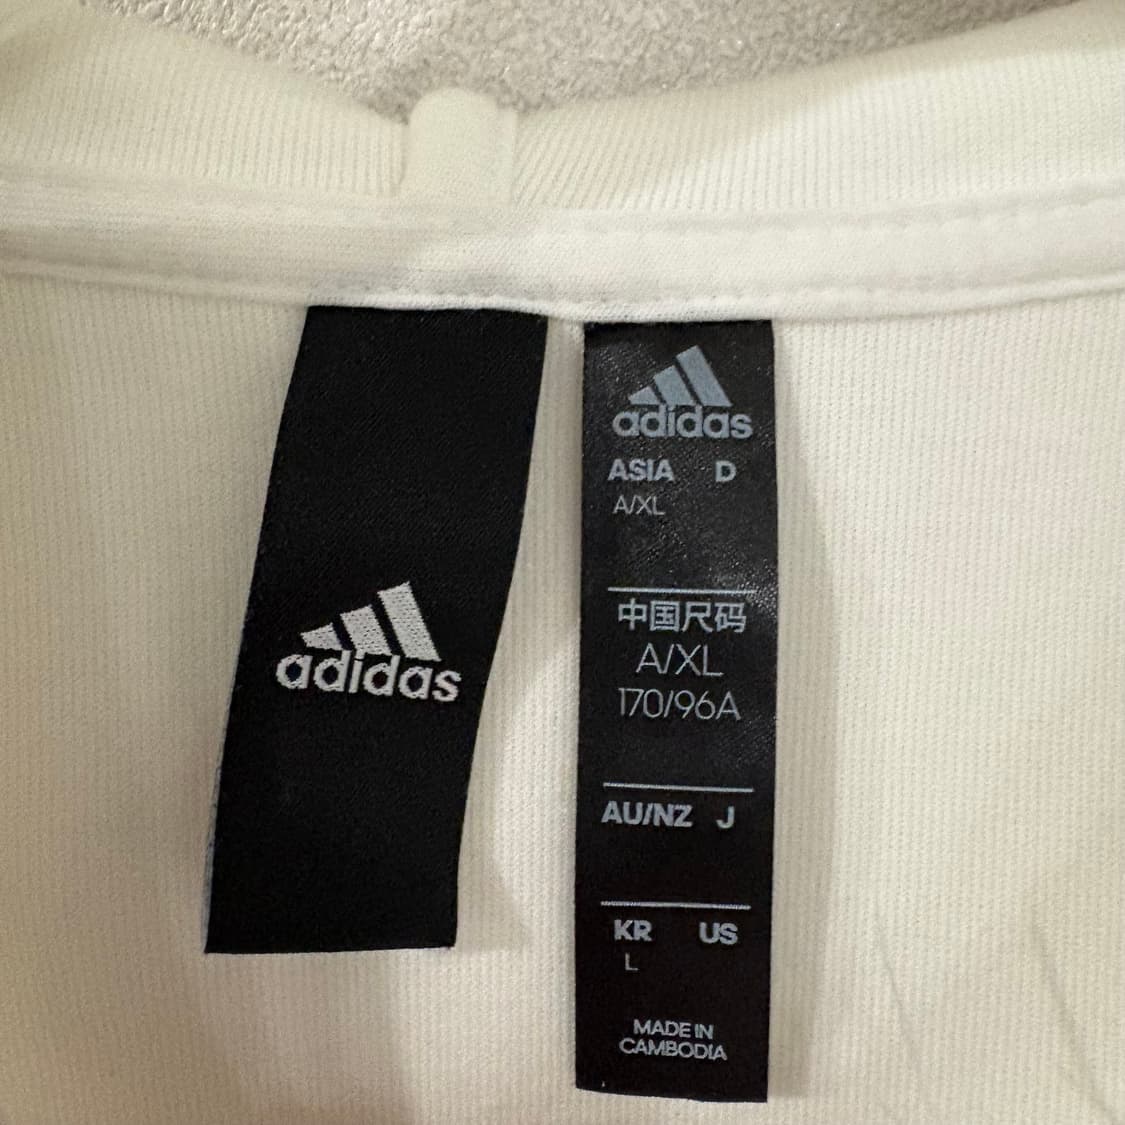 adidas
adidas
ASIA D
A/XL
中国尺码
A/XL
170/96A
AU/NZ J
KR US
L
MADE IN
CAMBODIA